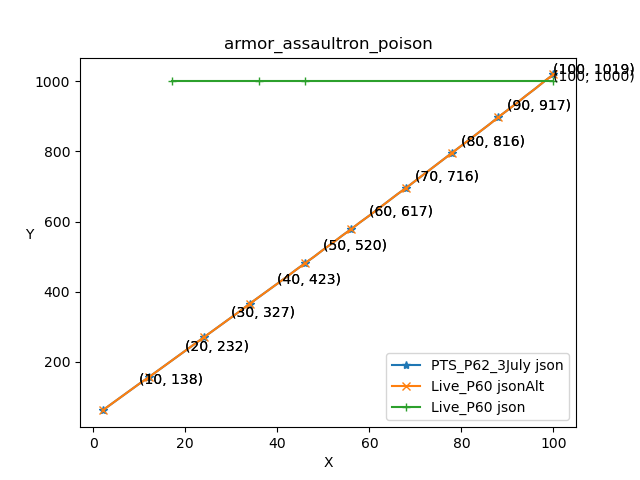 armor_assaultron_poison
Y
1000
800
600
400
200
(100, 1019)
(100, 1000)
(90, 917)
(80, 816)
(70, 716)
(60, 617)
(50, 520)
(40, 423)
(30, 327)
(20, 232)
(10, 138)
PTS_P62_3July json
Live_P60 jsonAlt
Live_P60 json
0 20 40 60 80 100
X